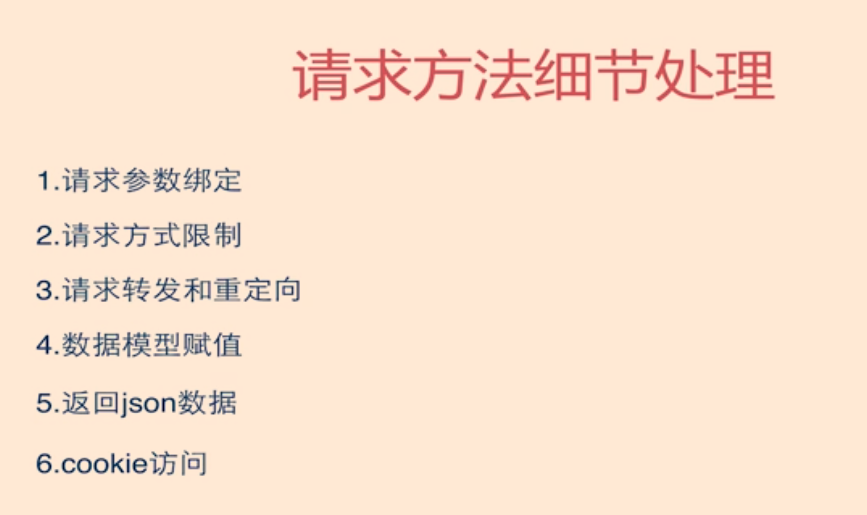 请求方法细节处理
1.请求参数绑定
2.请求方式限制
3.请求转发和重定向
4.数据模型赋值
5.返回json数据
6.cookie访问